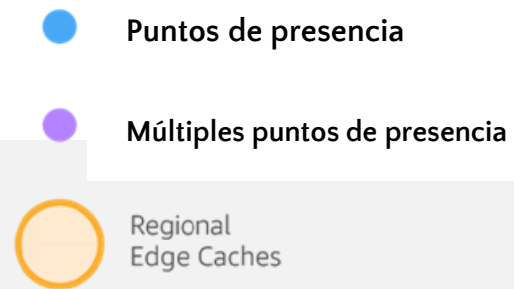 Puntos de presencia
Múltiples puntos de presencia
Regional
Edge Caches